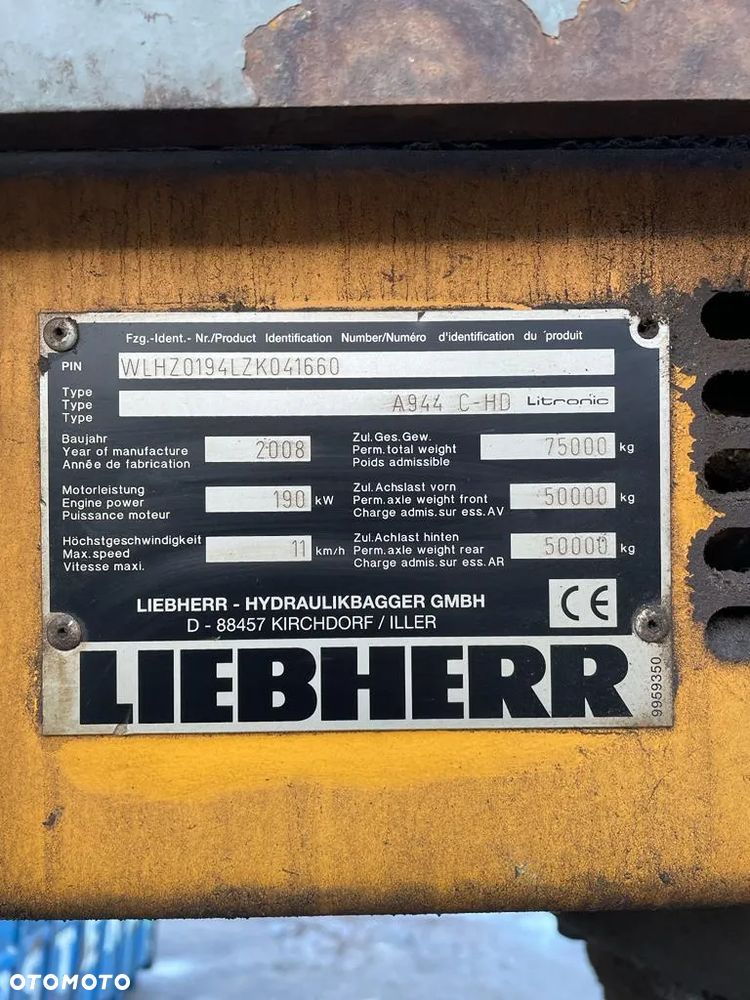 Fzg.-Ident.- Nr./Product Identification Number/Numéro d'identification du produit
PIN WLHZ0194LZK041660
Type
Type A944 C-HD Litronic
Type
Baujahr
Year of manufacture 2008
Année de fabrication
Zul.Ges.Gew.
Perm.total weight 75000 kg
Poids admissible
Motorleistung
Engine power 190 kW
Puissance moteur
Zul.Achslast vorn
Perm.axle weight front 50000 kg
Charge admis.sur ess.AV
Höchstgeschwindigkeit
Max.speed 11 km/h
Vitesse maxi.
Zul.Achlast hinten
Perm.axle weight rear 50000 kg
Charge admis.sur ess.AR
LIEBHERR - HYDRAULIKBAGGER GMBH
D - 88457 KIRCHDORF / ILLER
CE
LIEBHERR
9959350
OTOMOTO